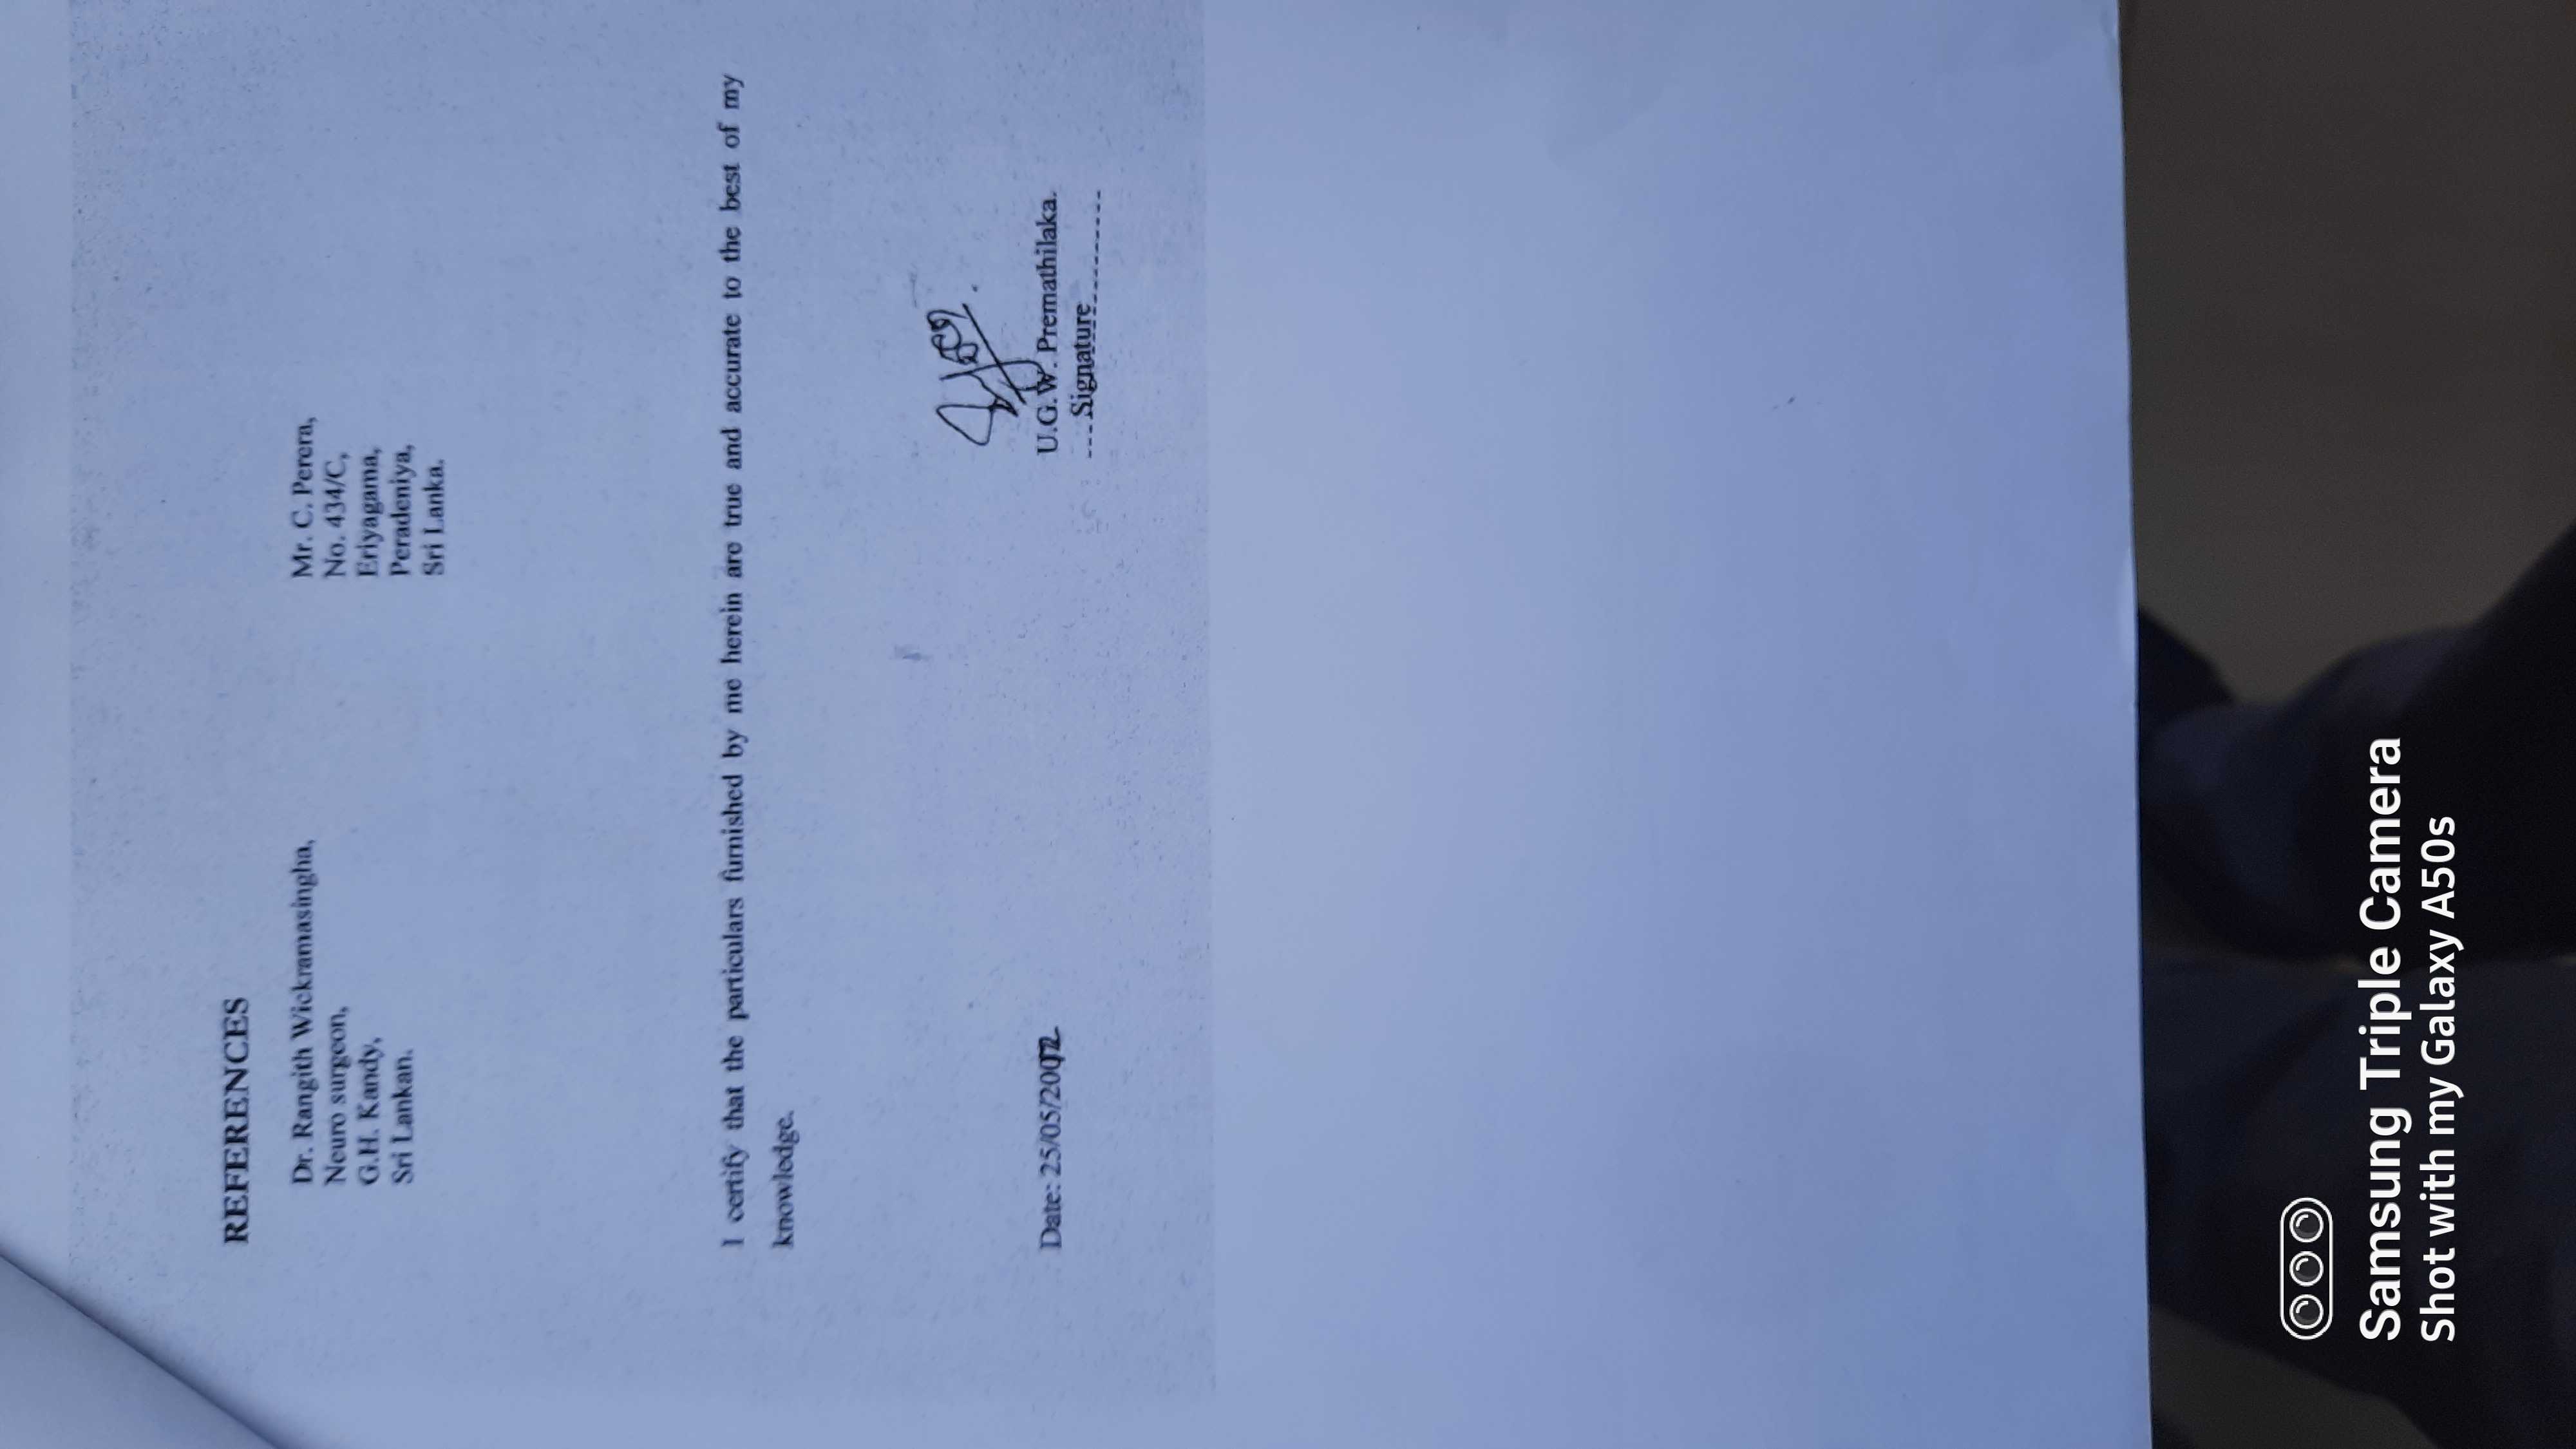 REFERENCES
Dr. Rangith Wickramasingha,
Neuro surgeon,
G.H. Kandy,
Sri Lankan.
Mr. C. Perera,
No. 434/C,
Eriyagama,
Peradeniya,
Sri Lanka.
I certify that the particulars furnished by me herein are true and accurate to the best of my
knowledge.
Date: 25/05/2002
U.G.W. Premathilaka.
Signature
Samsung Triple Camera
Shot with my Galaxy A50s